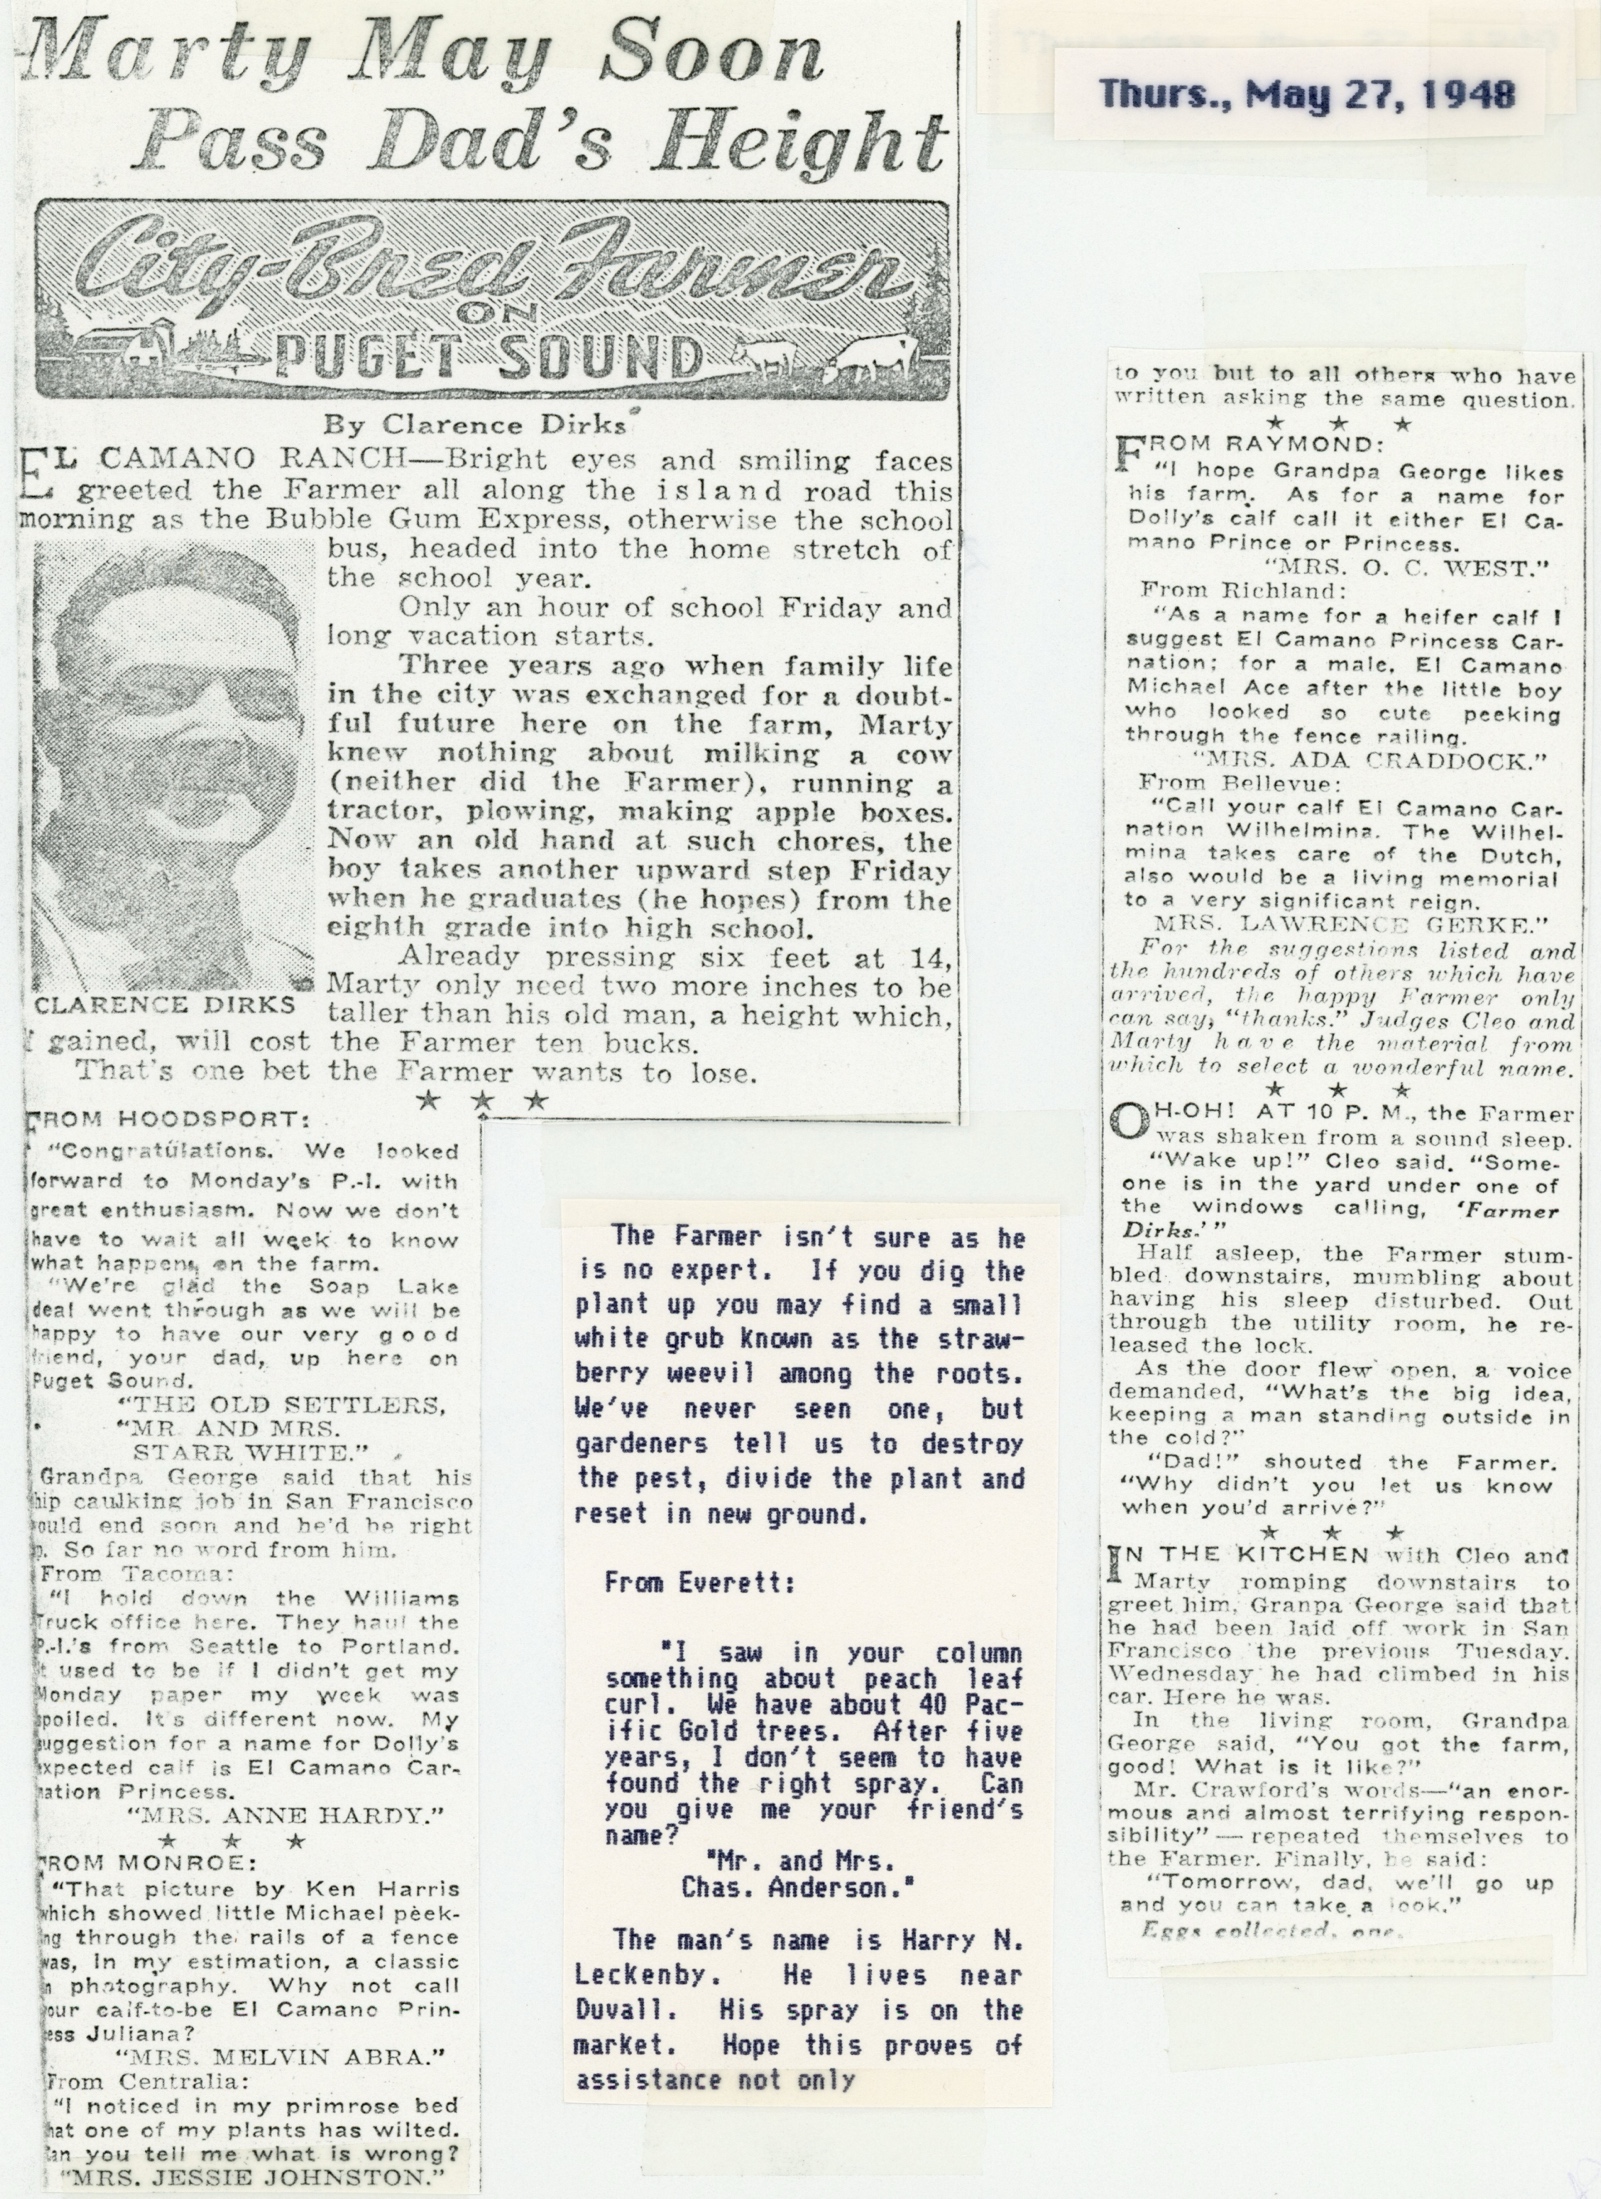 Marty May Soon
Pass Dad's Height
Thurs., May 27, 1948
City-Bred Farmer
ON
PUGET SOUND
By Clarence Dirks
EL CAMANO RANCH—Bright eyes and smiling faces
greeted the Farmer all along the island road this
morning as the Bubble Gum Express, otherwise the school
bus, headed into the home stretch of
the school year.
Only an hour of school Friday and
long vacation starts.
Three years ago when family life
in the city was exchanged for a doubt-
ful future here on the farm, Marty
knew nothing about milking a cow
(neither did the Farmer), running a
tractor, plowing, making apple boxes.
Now an old hand at such chores, the
boy takes another upward step Friday
when he graduates (he hopes) from the
eighth grade into high school.
Already pressing six feet at 14,
Marty only need two more inches to be
taller than his old man, a height which,
CLARENCE DIRKS
f gained, will cost the Farmer ten bucks.
That's one bet the Farmer wants to lose.
★ ★ ★
FROM HOODSPORT:
"Congratulations. We looked
forward to Monday's P.-I. with
great enthusiasm. Now we don't
have to wait all week to know
what happens on the farm.
"We're glad the Soap Lake
deal went through as we will be
happy to have our very good
friend, your dad, up here on
Puget Sound.
"THE OLD SETTLERS,
"MR. AND MRS.
STARR WHITE."
Grandpa George said that his
hip caulking job in San Francisco
ould end soon and he'd be right
p. So far no word from him.
From Tacoma:
"I hold down the Williams
Truck office here. They haul the
P.-I.'s from Seattle to Portland.
t used to be if I didn't get my
Monday paper my week was
spoiled. It's different now. My
suggestion for a name for Dolly's
expected calf is El Camano Car-
nation Princess.
"MRS. ANNE HARDY."
★ ★ ★
FROM MONROE:
"That picture by Ken Harris
which showed little Michael peek-
ing through the rails of a fence
was, in my estimation, a classic
in photography. Why not call
your calf-to-be El Camano Prin-
cess Juliana?
"MRS. MELVIN ABRA."
From Centralia:
"I noticed in my primrose bed
hat one of my plants has wilted.
Can you tell me what is wrong?
"MRS. JESSIE JOHNSTON."
The Farmer isn't sure as he
is no expert. If you dig the
plant up you may find a small
white grub known as the straw-
berry weevil among the roots.
We've never seen one, but
gardeners tell us to destroy
the pest, divide the plant and
reset in new ground.
From Everett:
"I saw in your column
something about peach leaf
curl. We have about 40 Pac-
ific Gold trees. After five
years, I don't seem to have
found the right spray. Can
you give me your friend's
name?
"Mr. and Mrs.
Chas. Anderson."
The man's name is Harry N.
Leckenby. He lives near
Duvall. His spray is on the
market. Hope this proves of
assistance not only
to you but to all others who have
written asking the same question.
★ ★ ★
FROM RAYMOND:
"I hope Grandpa George likes
his farm. As for a name for
Dolly's calf call it either El Ca-
mano Prince or Princess.
"MRS. O. C. WEST."
From Richland:
"As a name for a heifer calf I
suggest El Camano Princess Car-
nation; for a male, El Camano
Michael Ace after the little boy
who looked so cute peeking
through the fence railing.
"MRS. ADA CRADDOCK."
From Bellevue:
"Call your calf El Camano Car-
nation Wilhelmina. The Wilhel-
mina takes care of the Dutch,
also would be a living memorial
to a very significant reign.
MRS. LAWRENCE GERKE."
For the suggestions listed and
the hundreds of others which have
arrived, the happy Farmer only
can say, "thanks." Judges Cleo and
Marty have the material from
which to select a wonderful name.
★ ★ ★
OH-OH! AT 10 P. M., the Farmer
was shaken from a sound sleep.
"Wake up!" Cleo said. "Some-
one is in the yard under one of
the windows calling, 'Farmer
Dirks.'"
Half asleep, the Farmer stum-
bled downstairs, mumbling about
having his sleep disturbed. Out
through the utility room, he re-
leased the lock.
As the door flew open, a voice
demanded, "What's the big idea,
keeping a man standing outside in
the cold?"
"Dad!" shouted the Farmer.
"Why didn't you let us know
when you'd arrive?"
★ ★ ★
IN THE KITCHEN with Cleo and
Marty romping downstairs to
greet him, Granpa George said that
he had been laid off work in San
Francisco the previous Tuesday.
Wednesday he had climbed in his
car. Here he was.
In the living room, Grandpa
George said, "You got the farm,
good! What is it like?"
Mr. Crawford's words—"an enor-
mous and almost terrifying respon-
sibility"—repeated themselves to
the Farmer. Finally, he said:
"Tomorrow, dad, we'll go up
and you can take a look."
Eggs collected, one.